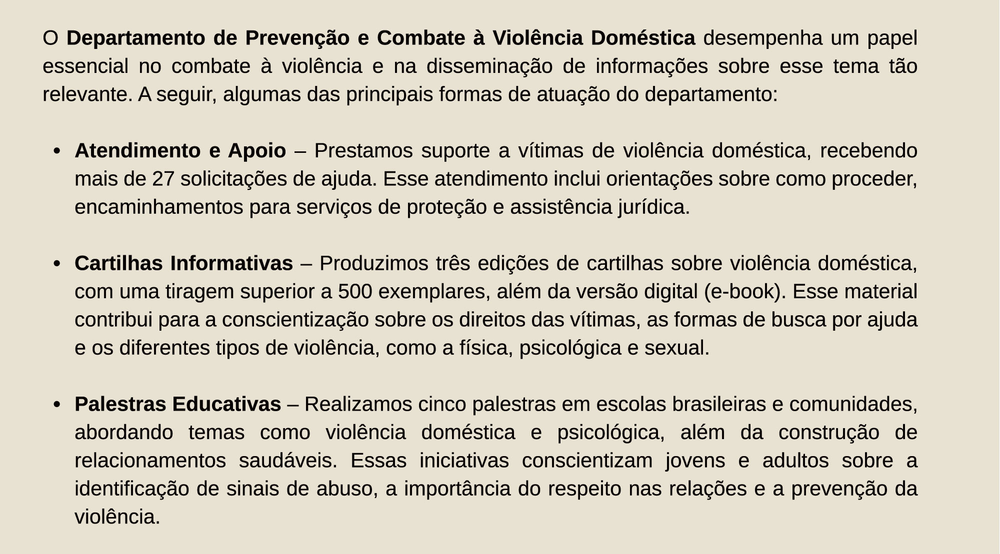 O Departamento de Prevenção e Combate à Violência Doméstica desempenha um papel
essencial no combate à violência e na disseminação de informações sobre esse tema tão
relevante. A seguir, algumas das principais formas de atuação do departamento:
• Atendimento e Apoio – Prestamos suporte a vítimas de violência doméstica, recebendo
mais de 27 solicitações de ajuda. Esse atendimento inclui orientações sobre como proceder,
encaminhamentos para serviços de proteção e assistência jurídica.
• Cartilhas Informativas – Produzimos três edições de cartilhas sobre violência doméstica,
com uma tiragem superior a 500 exemplares, além da versão digital (e-book). Esse material
contribui para a conscientização sobre os direitos das vítimas, as formas de busca por ajuda
e os diferentes tipos de violência, como a física, psicológica e sexual.
• Palestras Educativas – Realizamos cinco palestras em escolas brasileiras e comunidades,
abordando temas como violência doméstica e psicológica, além da construção de
relacionamentos saudáveis. Essas iniciativas conscientizam jovens e adultos sobre a
identificação de sinais de abuso, a importância do respeito nas relações e a prevenção da
violência.